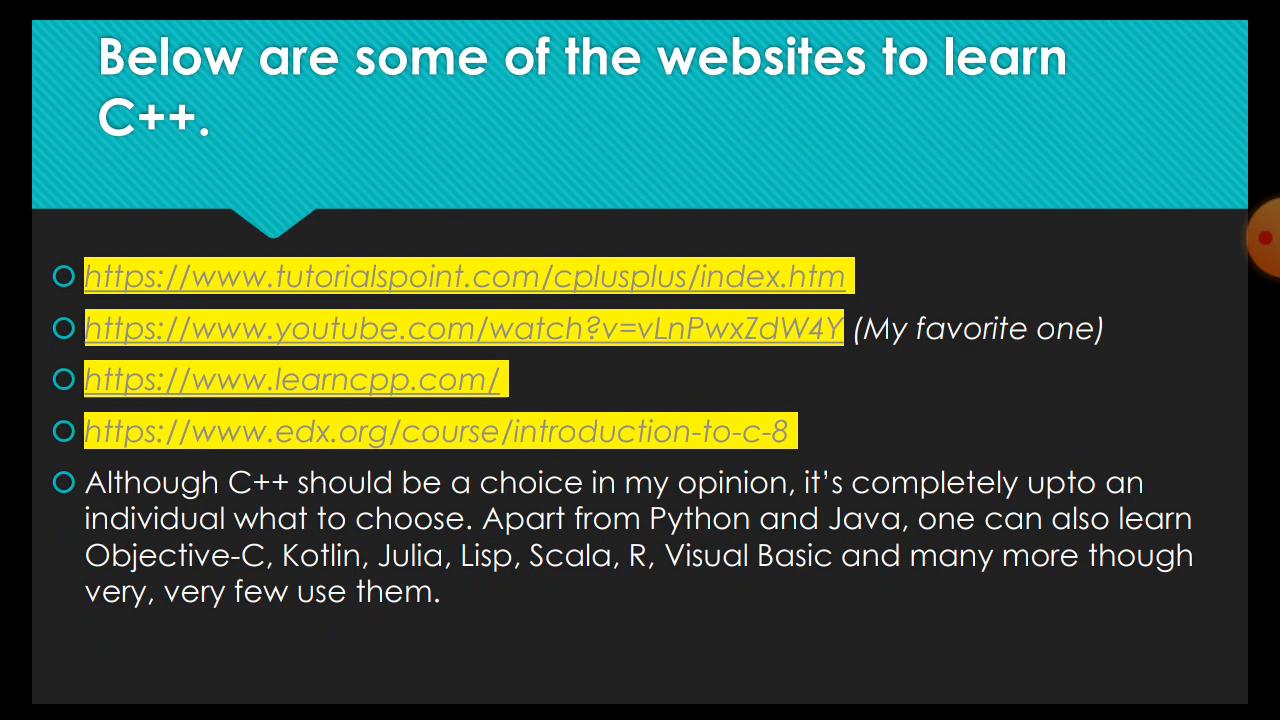 Below are some of the websites to learn
C++.
https://www.tutorialspoint.com/cplusplus/index.htm
https://www.youtube.com/watch?v=vLnPwxZdW4Y (My favorite one)
https://www.learncpp.com/
https://www.edx.org/course/introduction-to-c-8
Although C++ should be a choice in my opinion, it’s completely upto an
individual what to choose. Apart from Python and Java, one can also learn
Objective-C, Kotlin, Julia, Lisp, Scala, R, Visual Basic and many more though
very, very few use them.